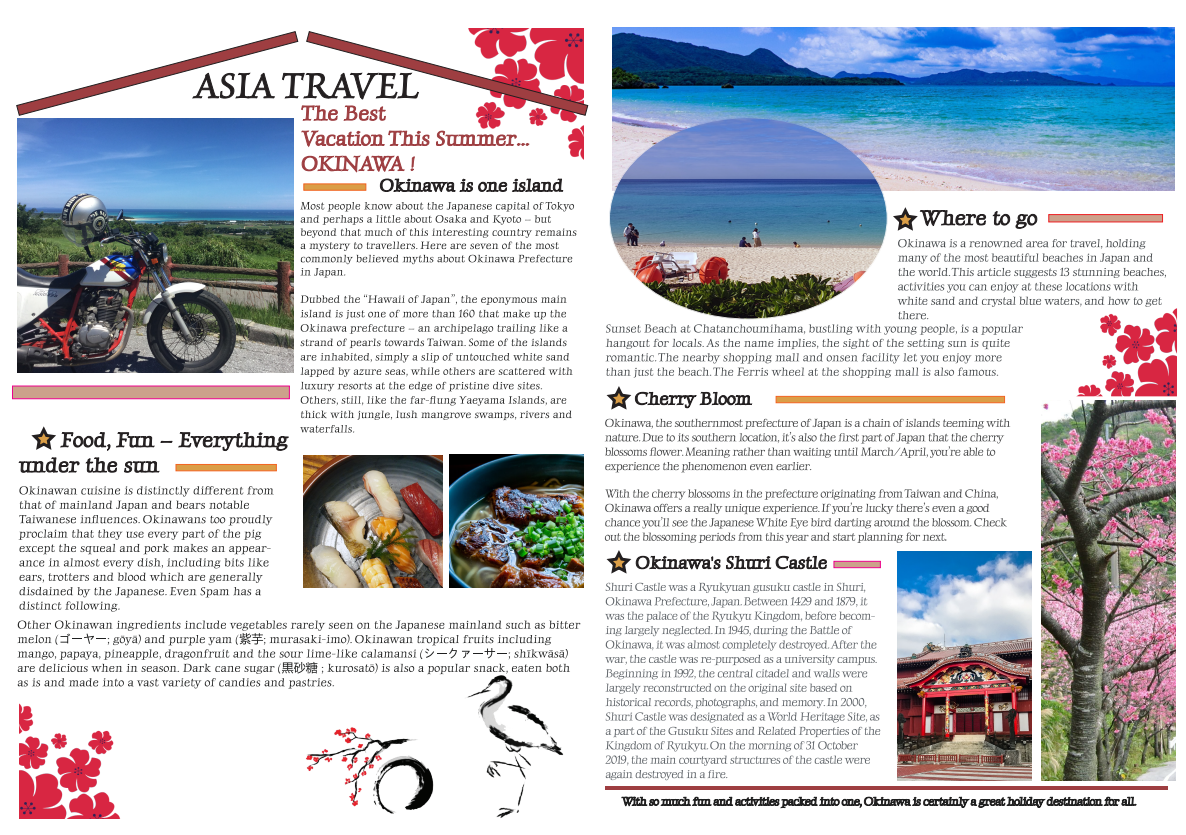 ASIA TRAVEL
The Best
Vacation This Summer...
OKINAWA !
Okinawa is one island
Most people know about the Japanese capital of Tokyo
and perhaps a little about Osaka and Kyoto – but
beyond that much of this interesting country remains
a mystery to travellers. Here are seven of the most
commonly believed myths about Okinawa Prefecture
in Japan.
Dubbed the “Hawaii of Japan”, the eponymous main
island is just one of more than 160 that make up the
Okinawa prefecture – an archipelago trailing like a
strand of pearls towards Taiwan. Some of the islands
are inhabited, simply a slip of untouched white sand
lapped by azure seas, while others are scattered with
luxury resorts at the edge of pristine dive sites.
Others, still, like the far-flung Yaeyama Islands, are
thick with jungle, lush mangrove swamps, rivers and
waterfalls.
Food, Fun – Everything
under the sun
Okinawan cuisine is distinctly different from
that of mainland Japan and bears notable
Taiwanese influences. Okinawans too proudly
proclaim that they use every part of the pig
except the squeal and pork makes an appear-
ance in almost every dish, including bits like
ears, trotters and blood which are generally
disdained by the Japanese. Even Spam has a
distinct following.
Other Okinawan ingredients include vegetables rarely seen on the Japanese mainland such as bitter
melon (ゴーヤー; gōyā) and purple yam (紫芋; murasaki-imo). Okinawan tropical fruits including
mango, papaya, pineapple, dragonfruit and the sour lime-like calamansi (シークァーサー; shīkwāsā)
are delicious when in season. Dark cane sugar (黒砂糖 ; kurosatō) is also a popular snack, eaten both
as is and made into a vast variety of candies and pastries.
Where to go
Okinawa is a renowned area for travel, holding
many of the most beautiful beaches in Japan and
the world.This article suggests 13 stunning beaches,
activities you can enjoy at these locations with
white sand and crystal blue waters, and how to get
there.
Sunset Beach at Chatanchoumihama, bustling with young people, is a popular
hangout for locals. As the name implies, the sight of the setting sun is quite
romantic.The nearby shopping mall and onsen facility let you enjoy more
than just the beach.The Ferris wheel at the shopping mall is also famous.
Cherry Bloom
Okinawa, the southernmost prefecture of Japan is a chain of islands teeming with
nature. Due to its southern location, it's also the first part of Japan that the cherry
blossoms flower. Meaning rather than waiting until March/April, you're able to
experience the phenomenon even earlier.
With the cherry blossoms in the prefecture originating from Taiwan and China,
Okinawa offers a really unique experience. If you're lucky there's even a good
chance you'll see the Japanese White Eye bird darting around the blossom. Check
out the blossoming periods from this year and start planning for next.
Okinawa's Shuri Castle
Shuri Castle was a Ryukyuan gusuku castle in Shuri,
Okinawa Prefecture, Japan. Between 1429 and 1879, it
was the palace of the Ryukyu Kingdom, before becom-
ing largely neglected. In 1945, during the Battle of
Okinawa, it was almost completely destroyed. After the
war, the castle was re-purposed as a university campus.
Beginning in 1992, the central citadel and walls were
largely reconstructed on the original site based on
historical records, photographs, and memory. In 2000,
Shuri Castle was designated as a World Heritage Site, as
a part of the Gusuku Sites and Related Properties of the
Kingdom of Ryukyu. On the morning of 31 October
2019, the main courtyard structures of the castle were
again destroyed in a fire.
With so much fun and activities packed into one, Okinawa is certainly a great holiday destination for all.